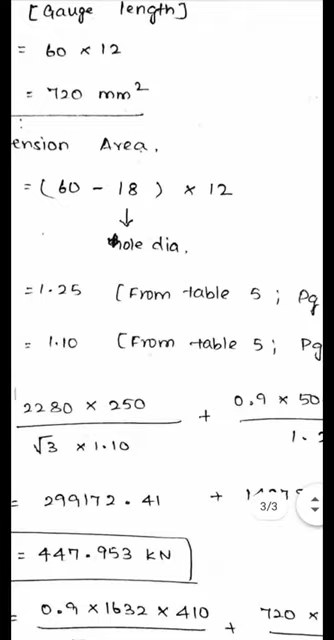 [Gauge length]
= 60 × 12
= 720 mm²
ension Area.
= (60 - 18) × 12
↓
hole dia.
= 1.25 [From table 5; Pg
= 1.10 [From table 5; Pg
2280 × 250 / √3 × 1.10 + 0.9 × 50
= 299172.41 +
3/3
= 447.953 KN
= 0.9 × 1632 × 410 + 720 ×